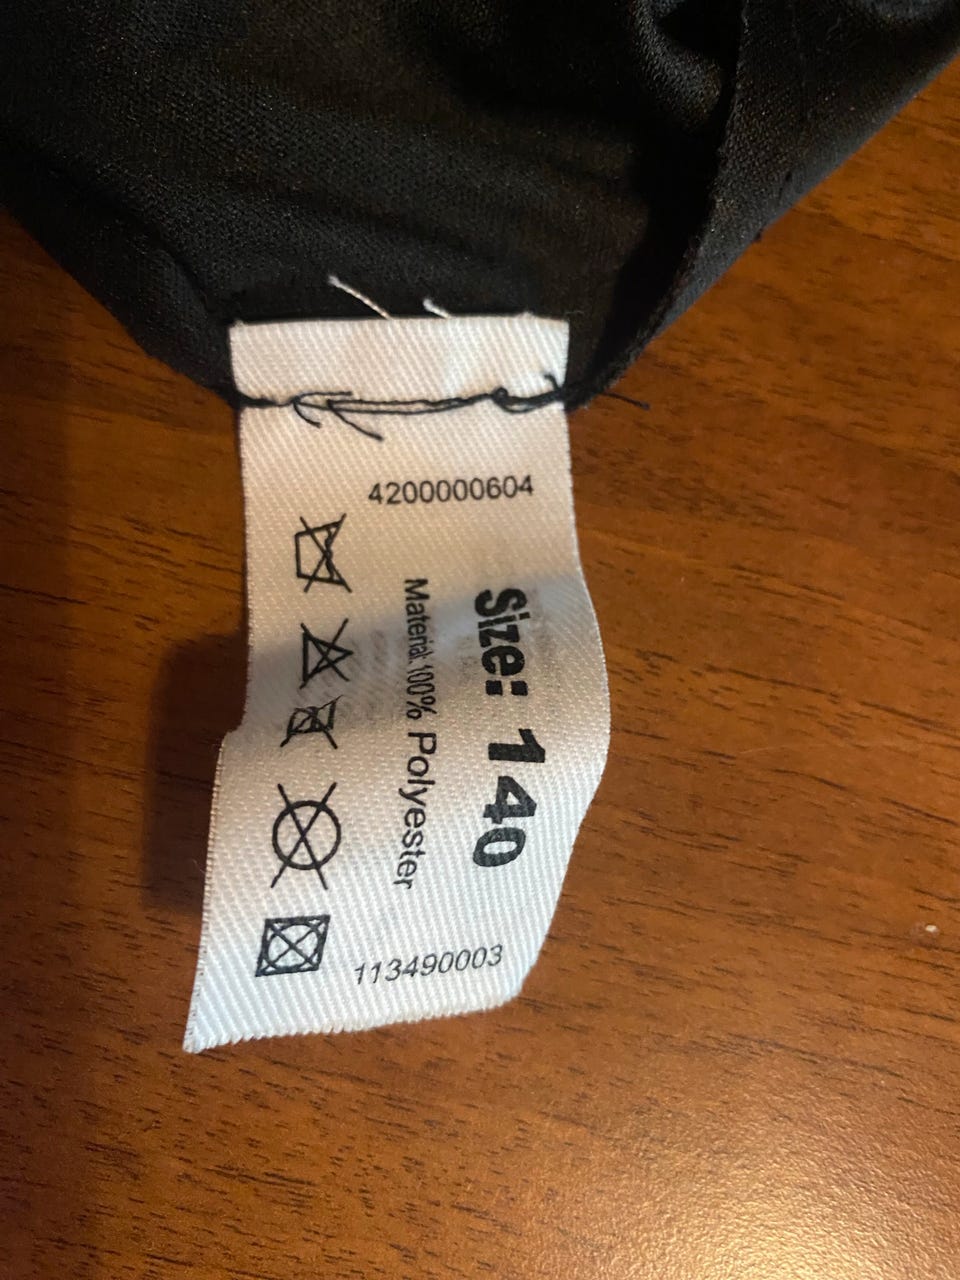 4200000604
Size: 140
Material: 100% Polyester
113490003